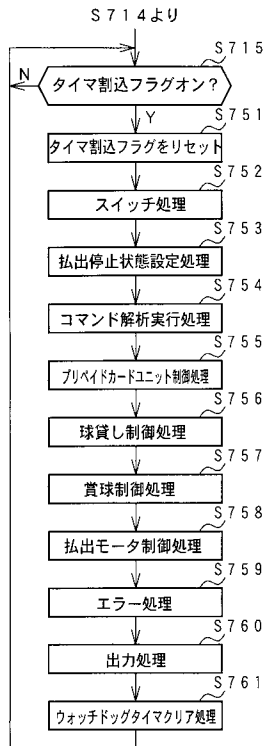 S714より
S715
N
タイマ割込フラグオン?
Y
S751
タイマ割込フラグをリセット
S752
スイッチ処理
S753
払出停止状態設定処理
S754
コマンド解析実行処理
S755
プリペイドカードユニット制御処理
S756
球貸し制御処理
S757
賞球制御処理
S758
払出モータ制御処理
S759
エラー処理
S760
出力処理
S761
ウォッチドッグタイマクリア処理